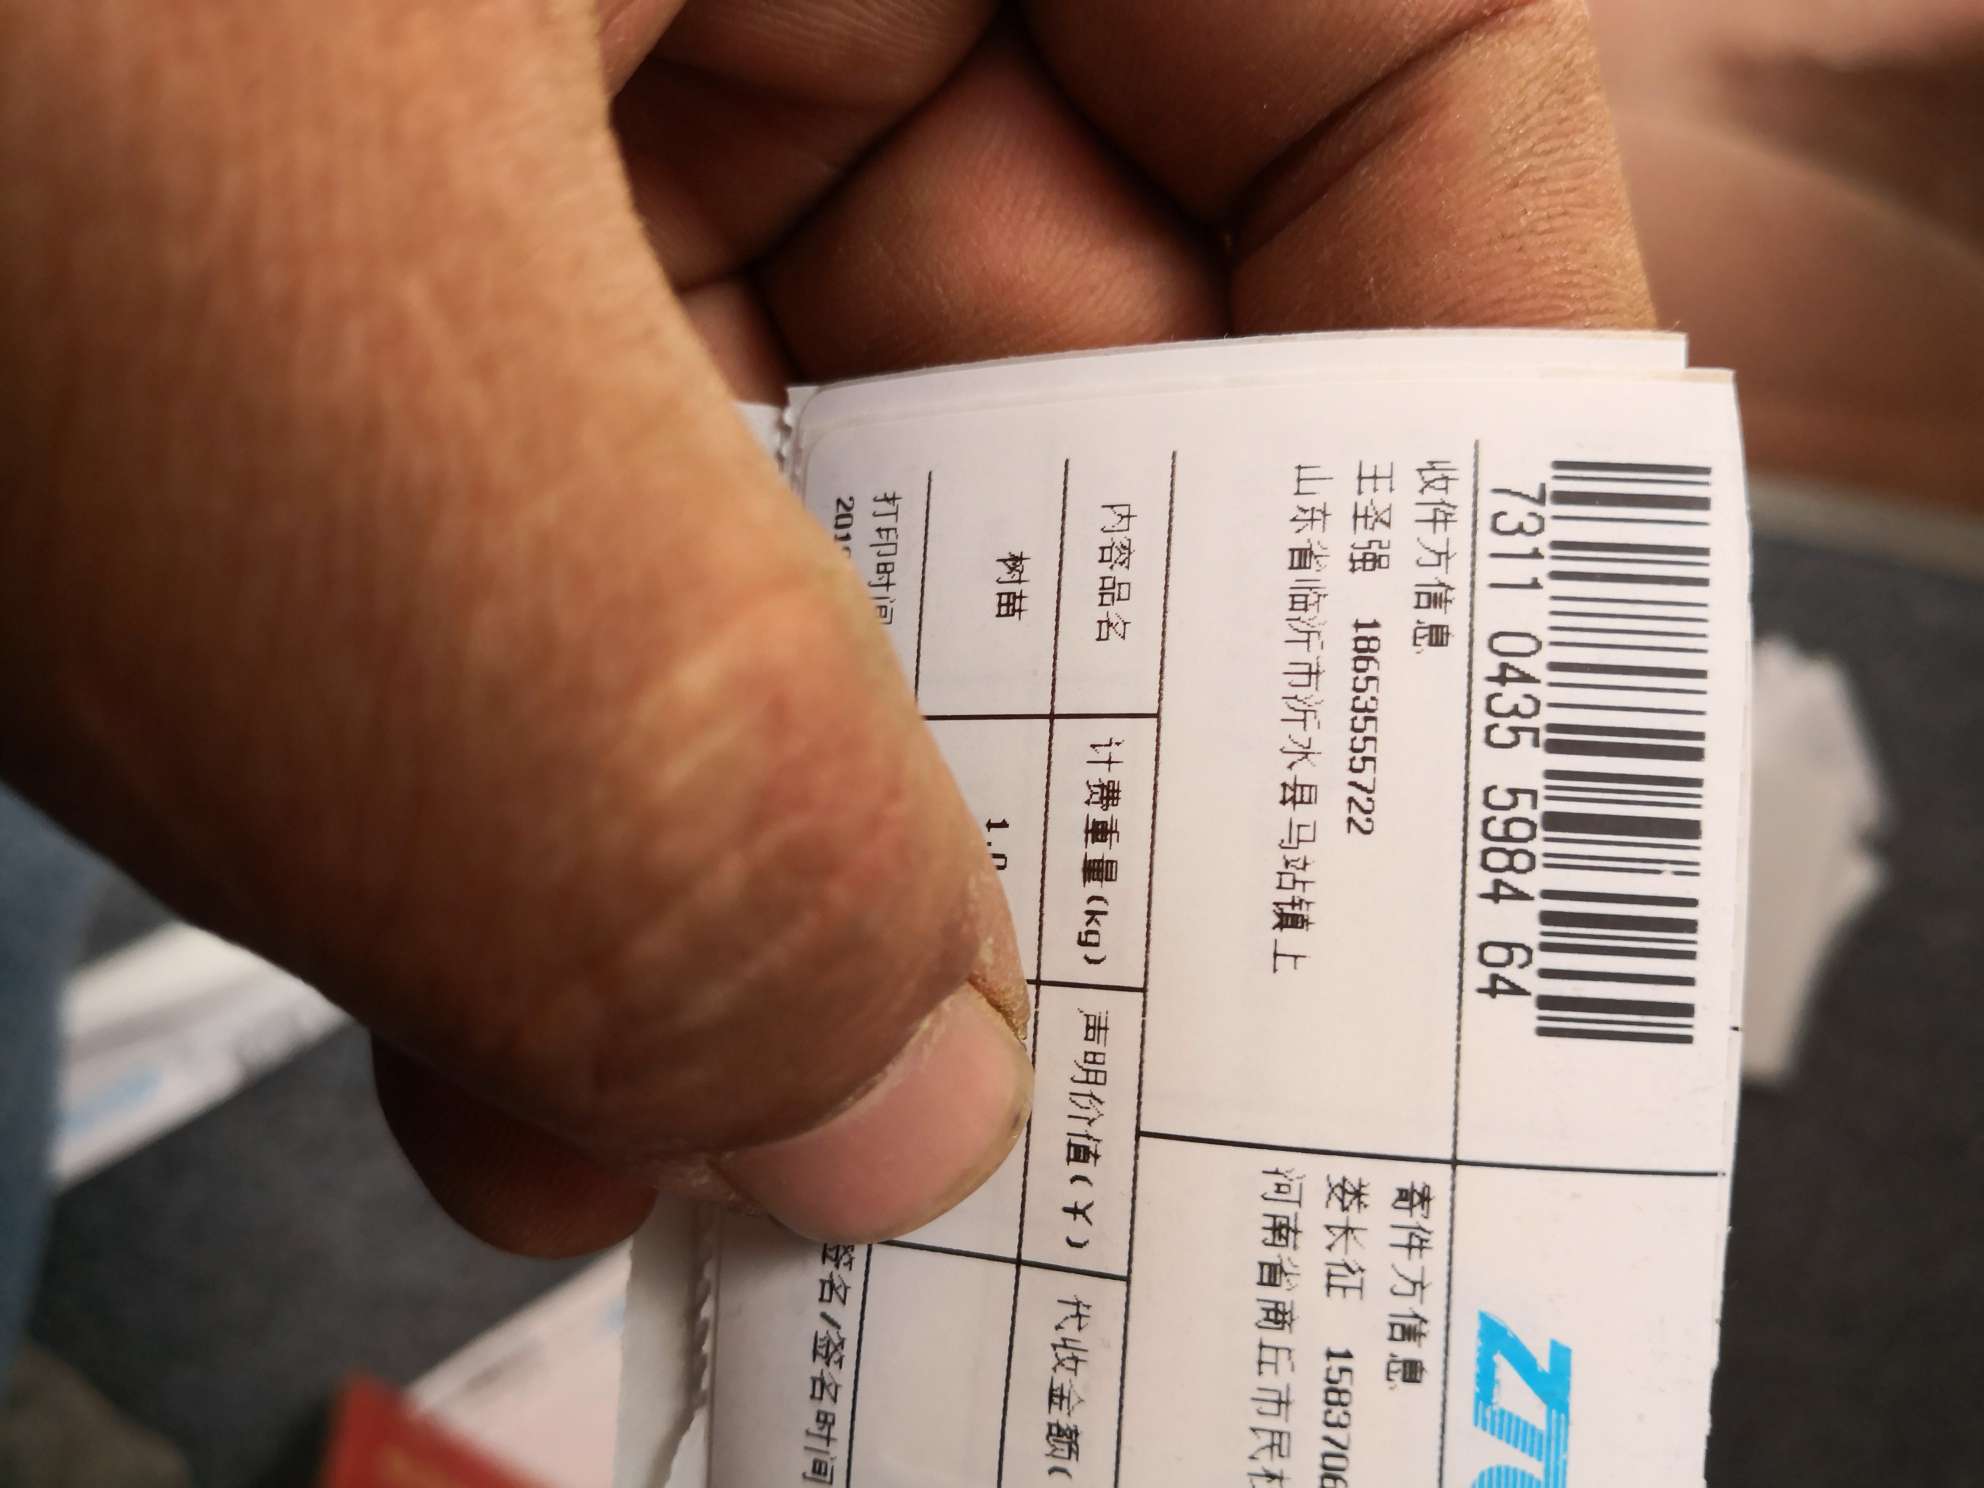 7311 0435 5984 64
收件方信息
王圣强 18653555722
山东省临沂市沂水县马站镇上
寄件方信息
娄长征 1583706
河南省商丘市民
内容品名
计费重量(kg)
声明价值(¥)
代收金额(
树苗
打印时间
201
签名/签名时间